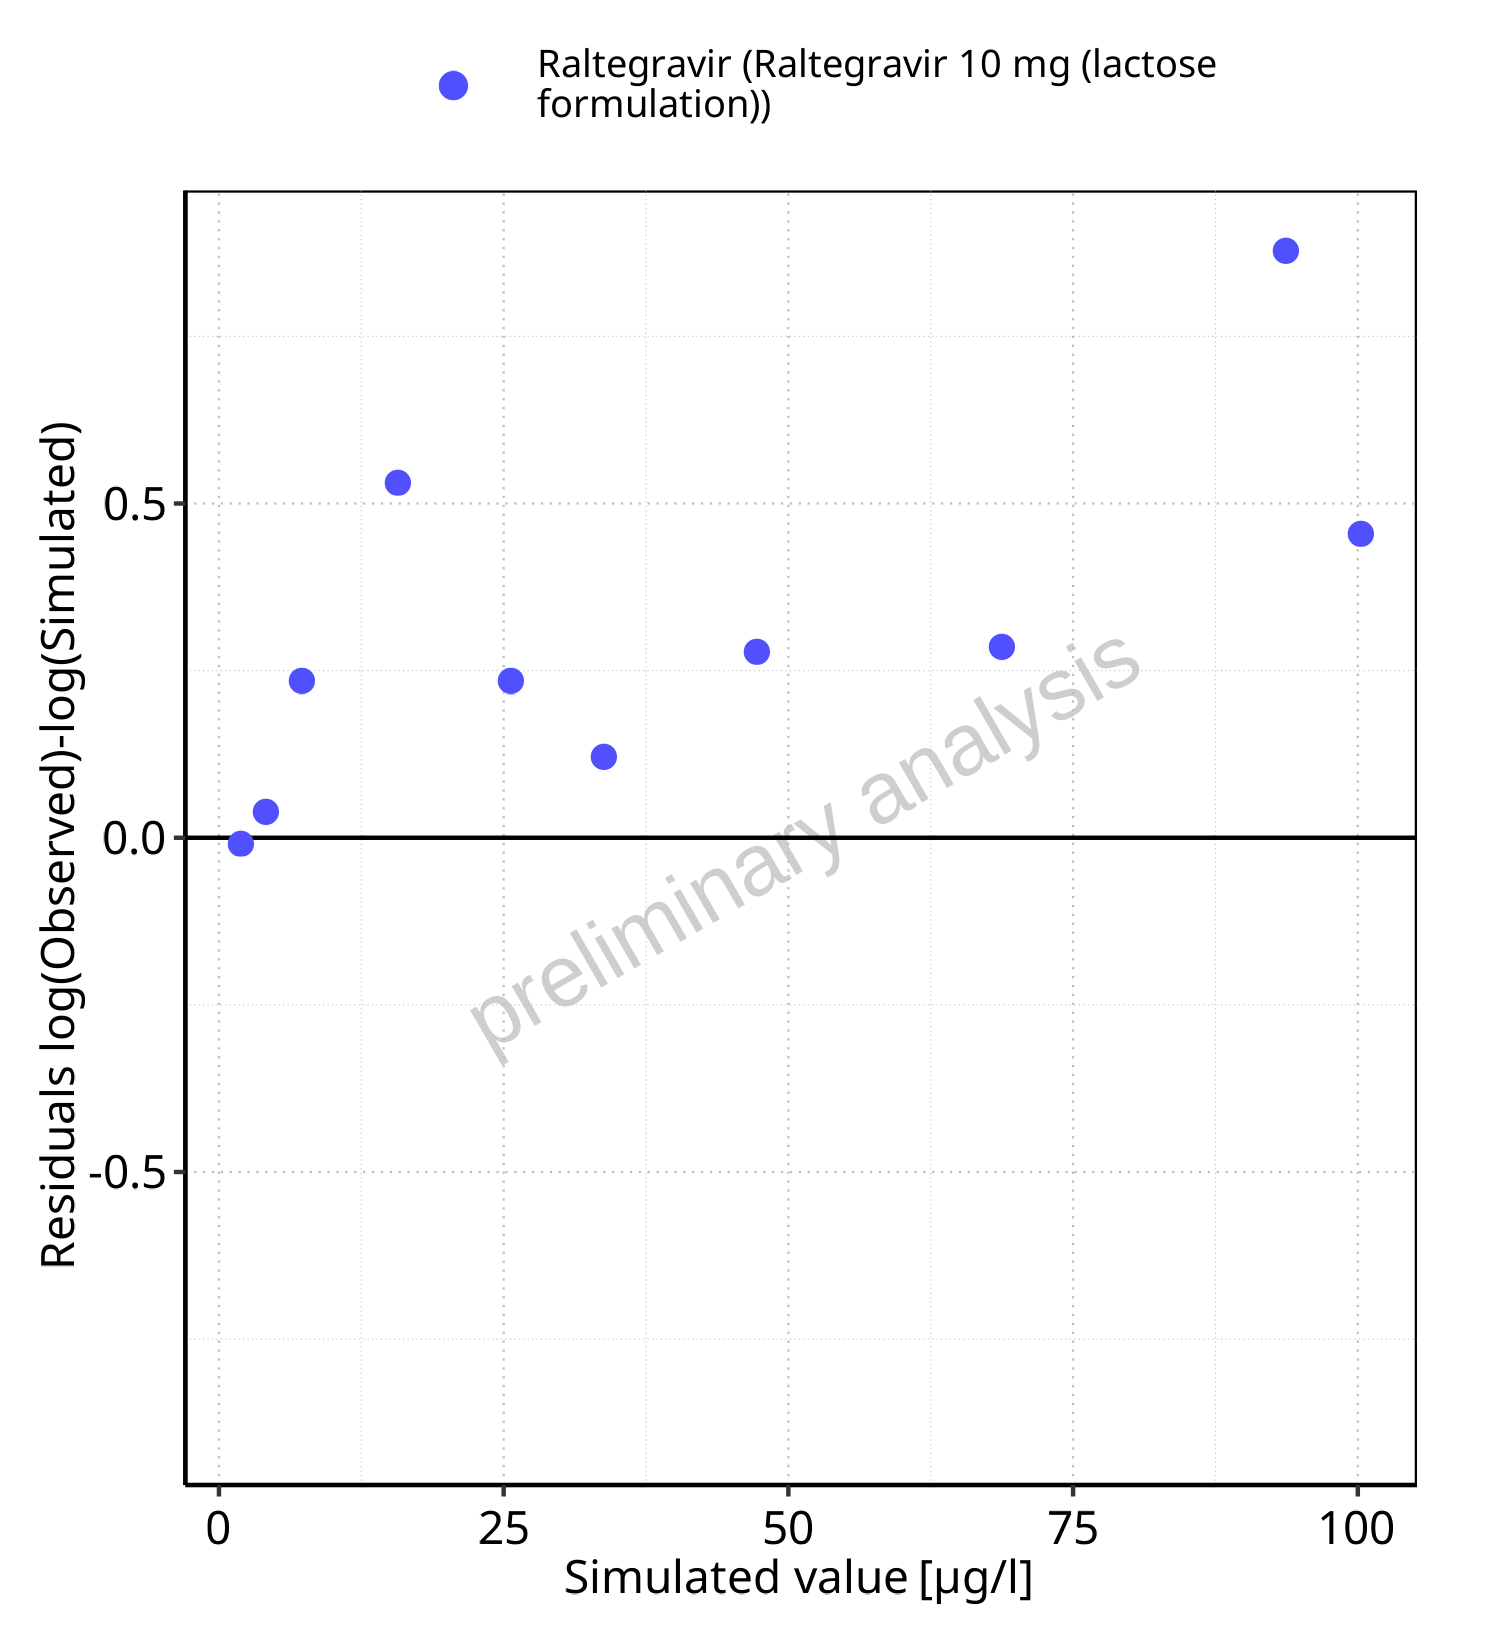 Raltegravir (Raltegravir 10 mg (lactose
formulation))
Residuals log(Observed)-log(Simulated)
0.5
0.0
-0.5
preliminary analysis
0 25 50 75 100
Simulated value [µg/l]